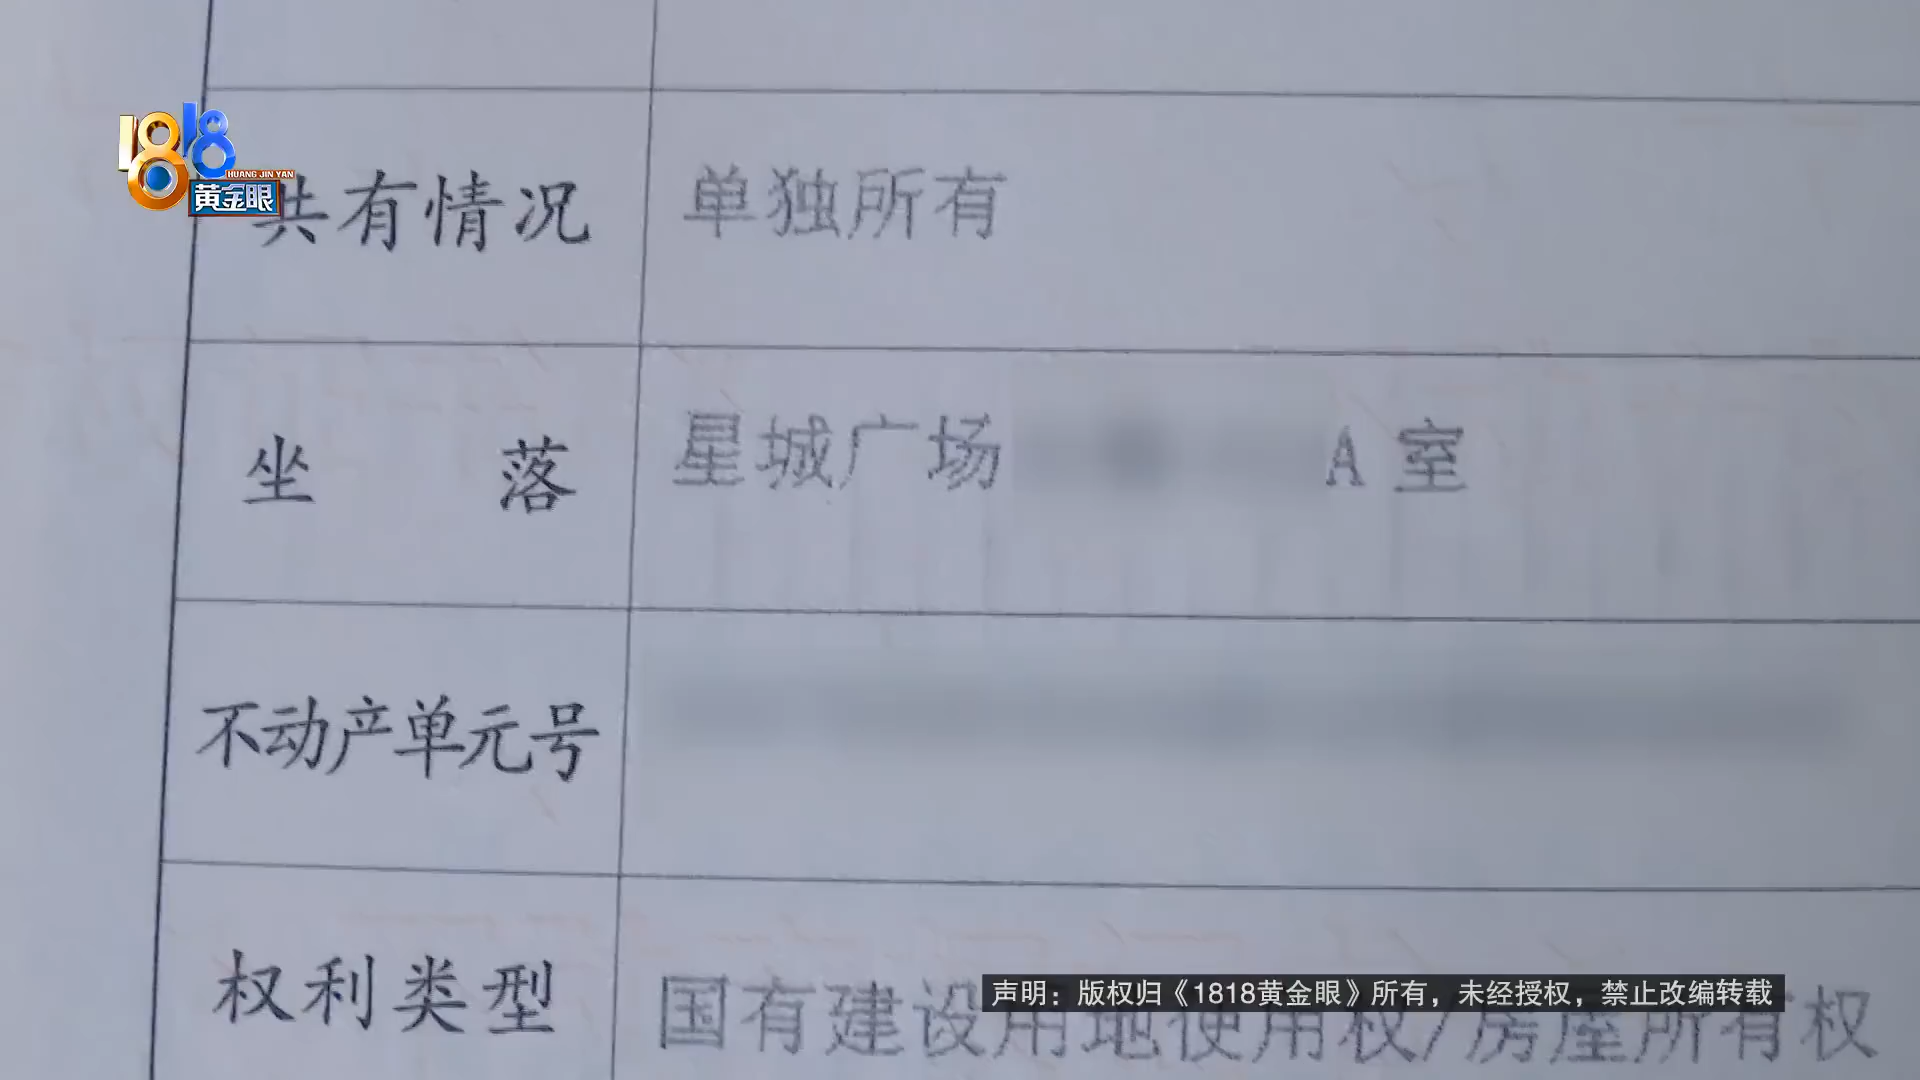 1818
HUANG JIN YAN
黄金眼
共有情况 单独所有
坐落 星城广场 A室
不动产单元号
权利类型 国有建设用地使用权/房屋所有权
声明：版权归《1818黄金眼》所有，未经授权，禁止改编转载